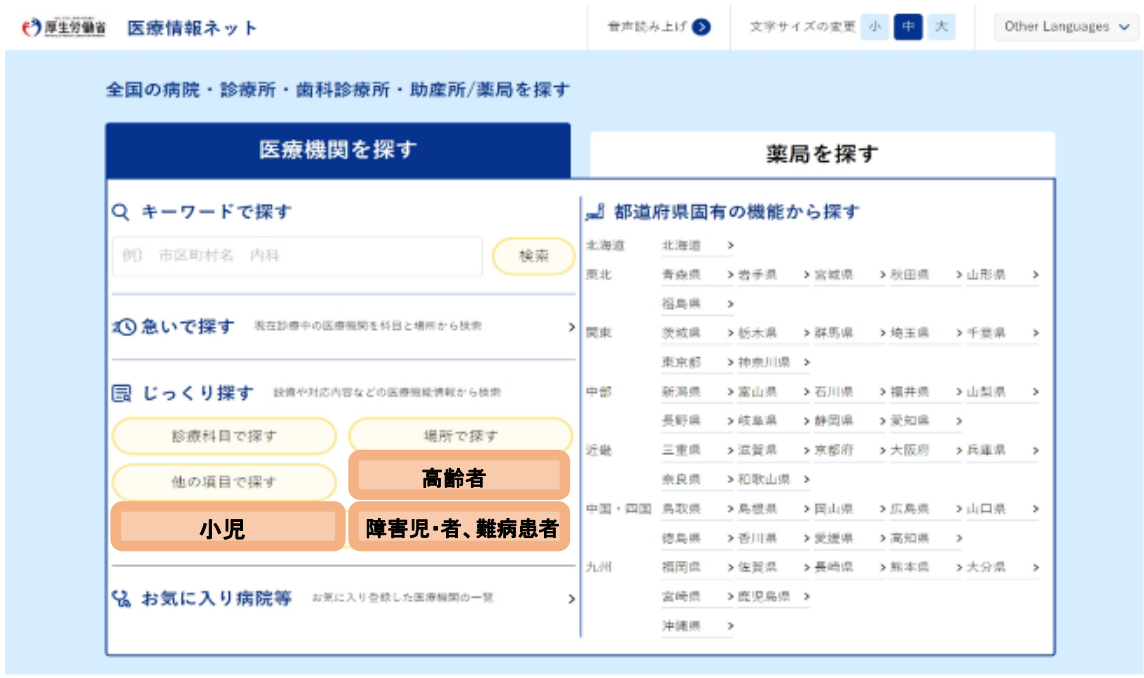 厚生労働省 医療情報ネット 音声読み上げ 文字サイズの変更 小 中 大 Other Languages
全国の病院・診療所・歯科診療所・助産所/薬局を探す
医療機関を探す
薬局を探す
キーワードで探す
例） 市区町村名 内科
検索
急いで探す 現在診療中の医療機関を科目と場所から検索
じっくり探す 設備や対応内容などの医療機能情報から検索
診療科目で探す 場所で探す
他の項目で探す 高齢者
小児 障害児・者、難病患者
お気に入り病院等 お気に入り登録した医療機関の一覧
都道府県固有の機能から探す
北海道 北海道
東北 青森県 岩手県 宮城県 秋田県 山形県
福島県
関東 茨城県 栃木県 群馬県 埼玉県 千葉県
東京都 神奈川県
中部 新潟県 富山県 石川県 福井県 山梨県
長野県 岐阜県 静岡県 愛知県
近畿 三重県 滋賀県 京都府 大阪府 兵庫県
奈良県 和歌山県
中国・四国 鳥取県 島根県 岡山県 広島県 山口県
徳島県 香川県 愛媛県 高知県
九州 福岡県 佐賀県 長崎県 熊本県 大分県
宮崎県 鹿児島県
沖縄県